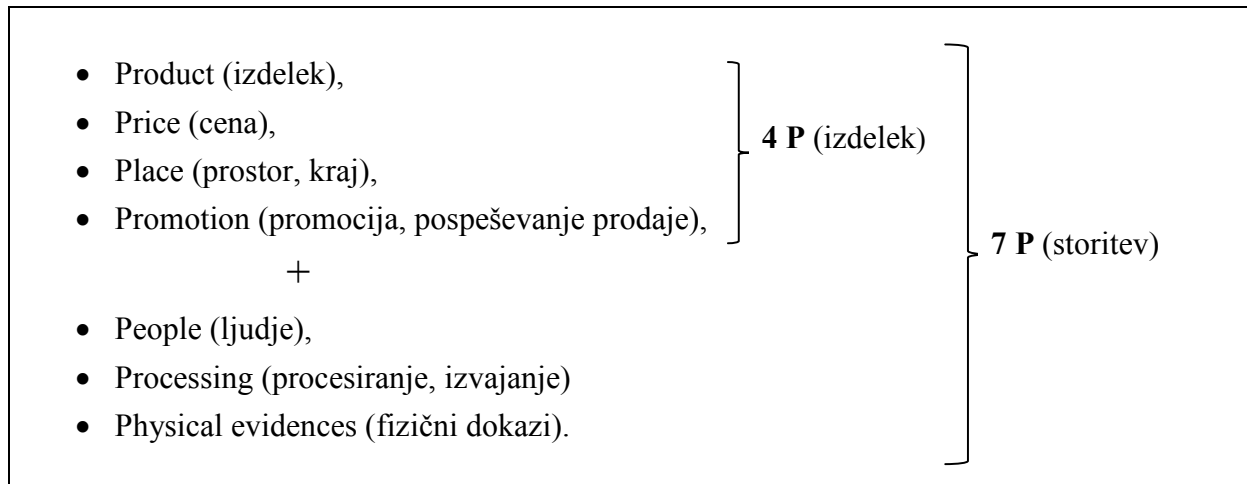 • Product (izdelek),
• Price (cena),
• Place (prostor, kraj),
• Promotion (promocija, pospeševanje prodaje),
4 P (izdelek)
+
7 P (storitev)
• People (ljudje),
• Processing (procesiranje, izvajanje)
• Physical evidences (fizični dokazi).